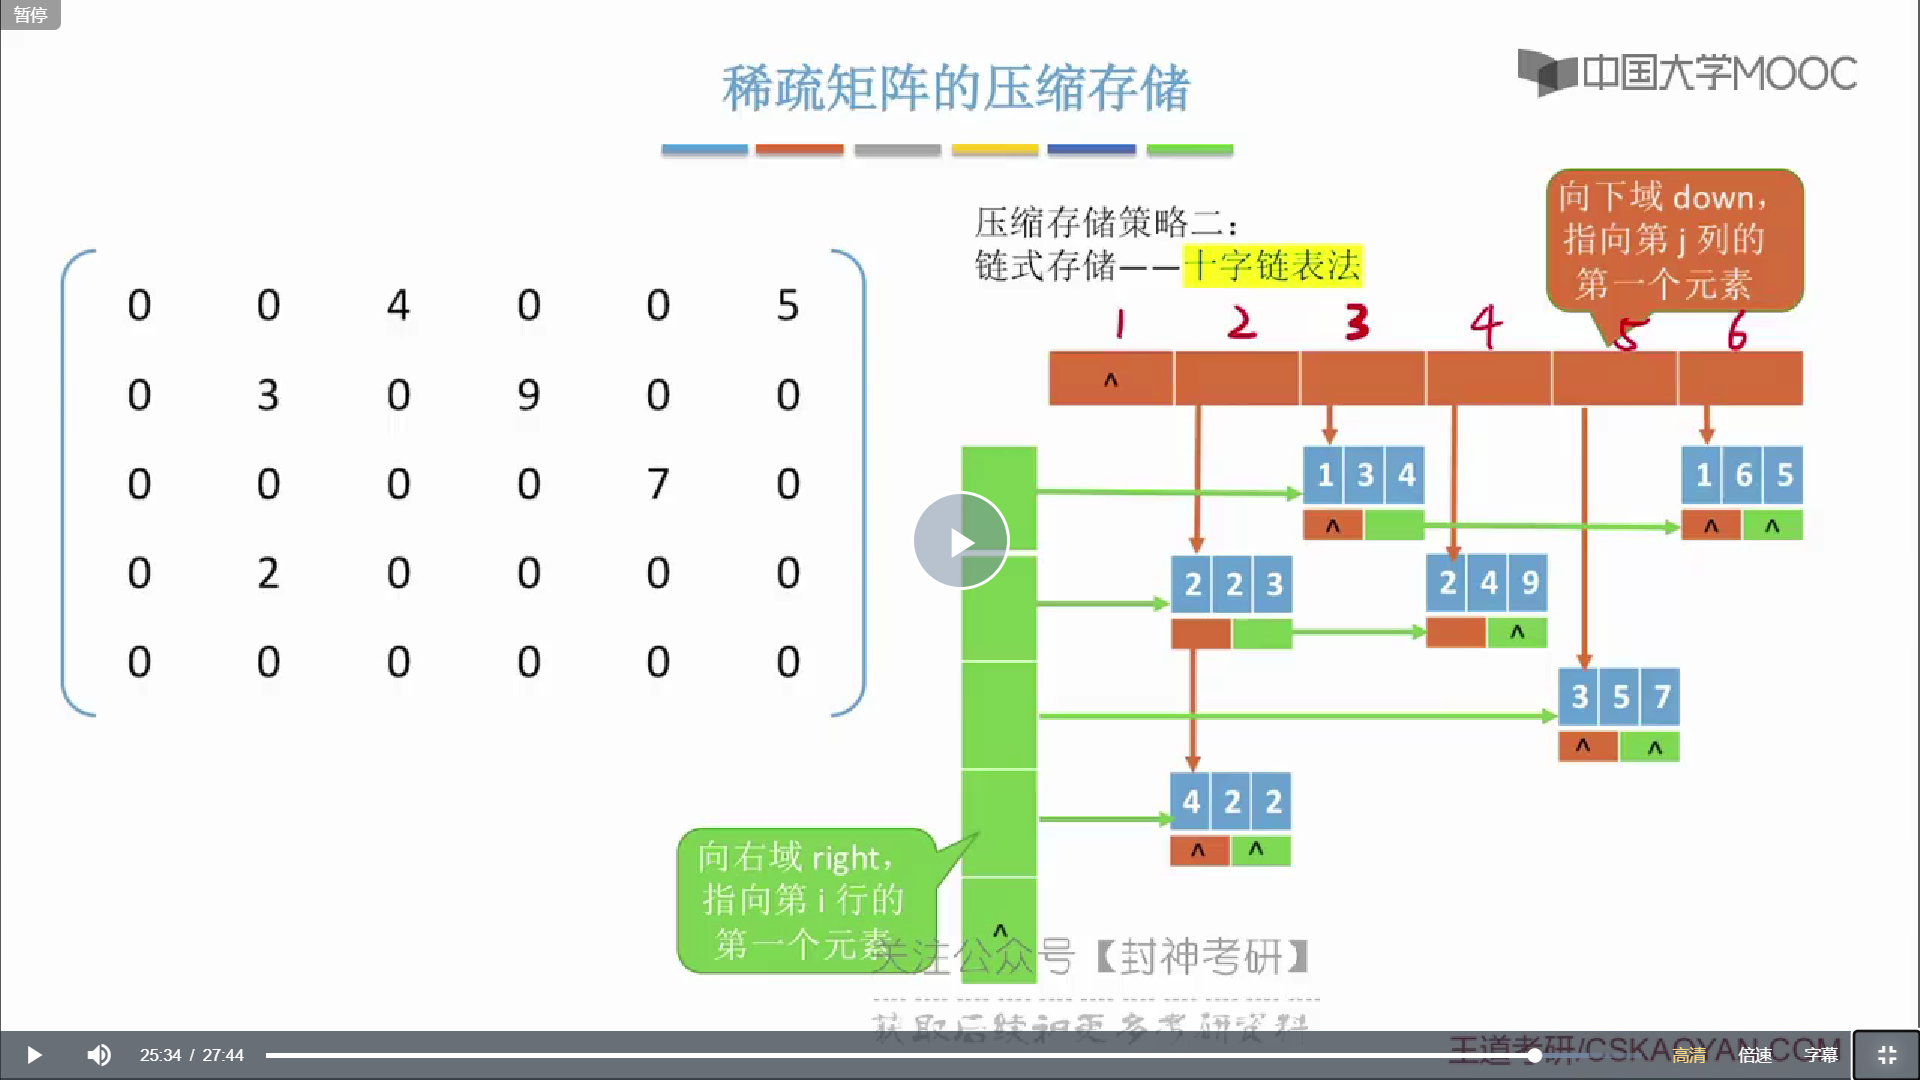 暂停
稀疏矩阵的压缩存储
中国大学MOOC
压缩存储策略二：
链式存储——十字链表法
向下域 down，
指向第 j 列的
第一个元素
1 2 3 4 5 6
^
0 0 4 0 0 5
0 3 0 9 0 0
0 0 0 0 7 0
0 2 0 0 0 0
0 0 0 0 0 0
1 3 4
^
1 6 5
^ ^
2 2 3
2 4 9
^
3 5 7
^ ^
4 2 2
^ ^
向右域 right，
指向第 i 行的
第一个元素
^
关注公众号【封神考研】
获取后续和更多考研资料
王道考研/CSKAOYAN.COM
25:34 / 27:44
高清 倍速 字幕